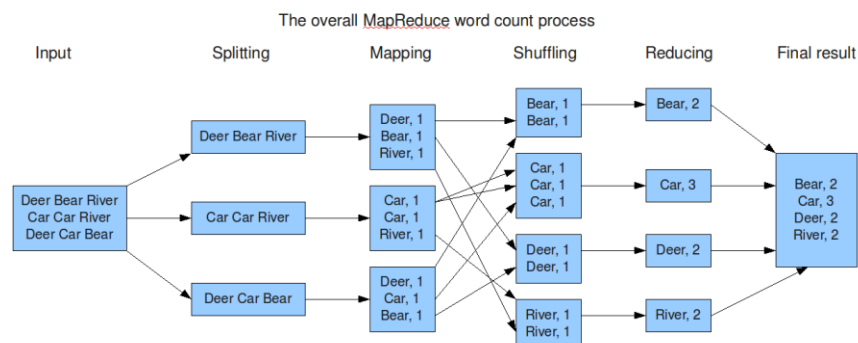 The overall MapReduce word count process
Input
Splitting
Mapping
Shuffling
Reducing
Final result
Deer Bear River
Car Car River
Deer Car Bear
Deer Bear River
Car Car River
Deer Car Bear
Deer, 1
Bear, 1
River, 1
Car, 1
Car, 1
River, 1
Deer, 1
Car, 1
Bear, 1
Bear, 1
Bear, 1
Car, 1
Car, 1
Car, 1
Deer, 1
Deer, 1
River, 1
River, 1
Bear, 2
Car, 3
Deer, 2
River, 2
Bear, 2
Car, 3
Deer, 2
River, 2